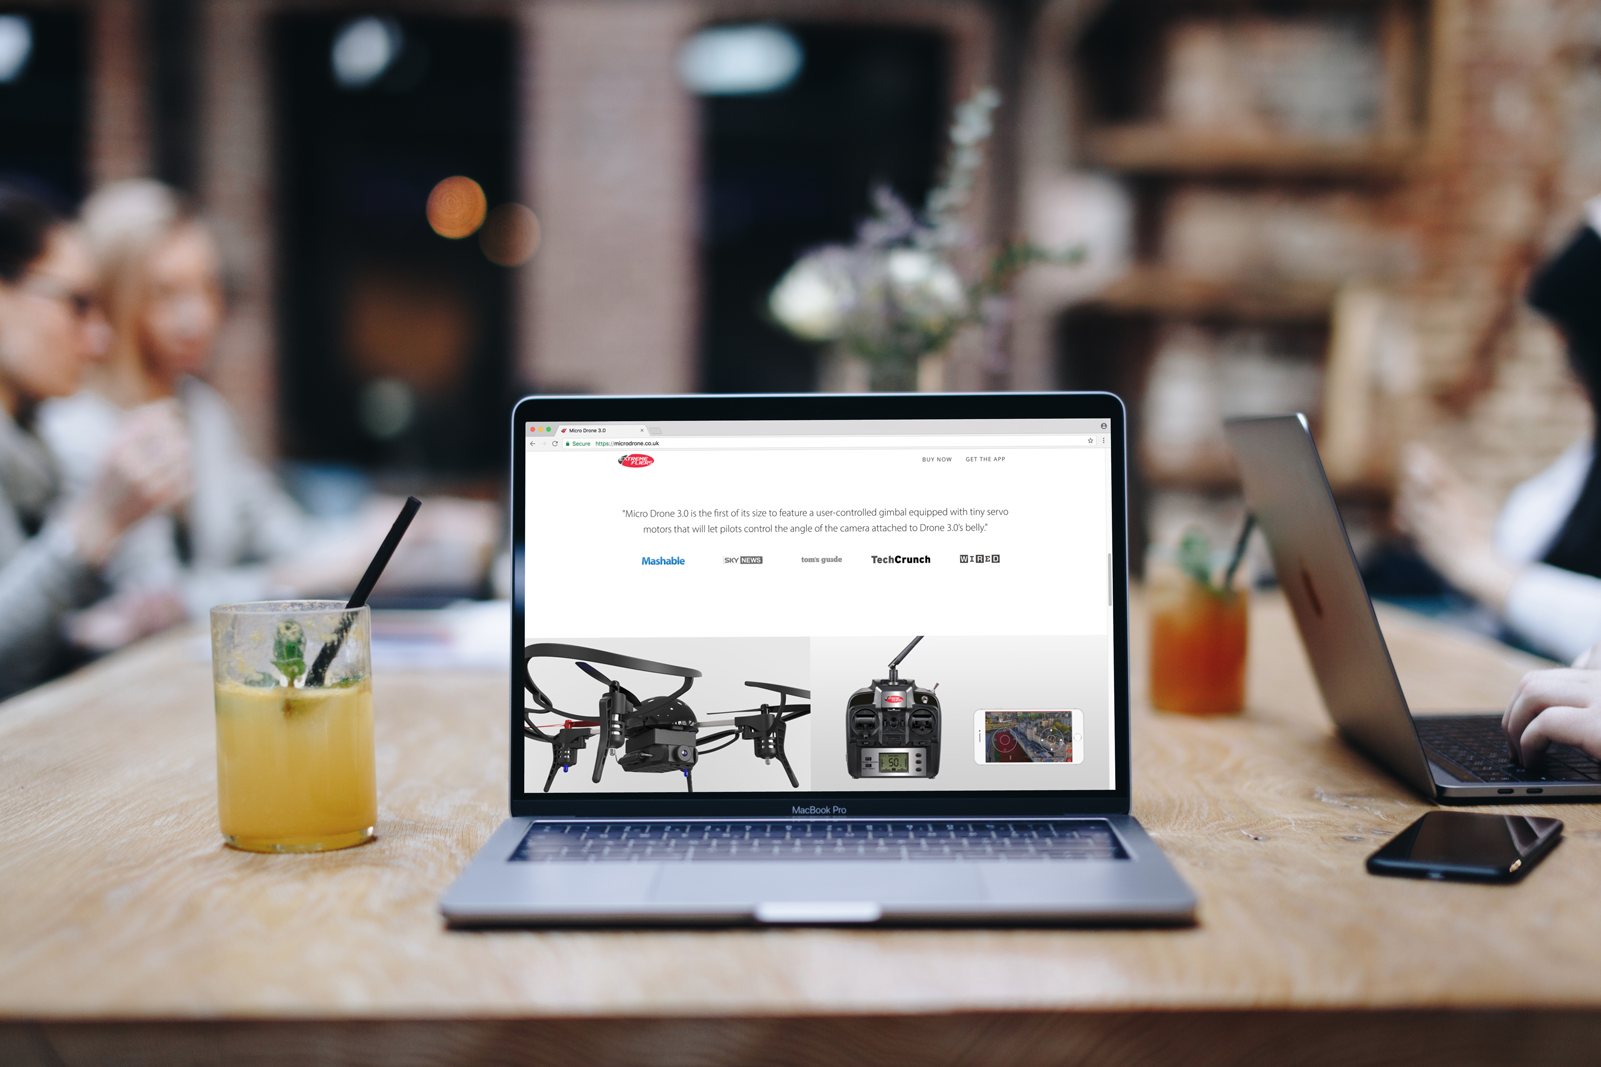 Micro Drone 3.0
Secure https://microdrone.co.uk
EXTREME
FLIERS
BUY NOW GET THE APP
"Micro Drone 3.0 is the first of its size to feature a user-controlled gimbal equipped with tiny servo
motors that will let pilots control the angle of the camera attached to Drone 3.0's belly."
Mashable SKY NEWS tom's guide TechCrunch WIRED
50
MacBook Pro